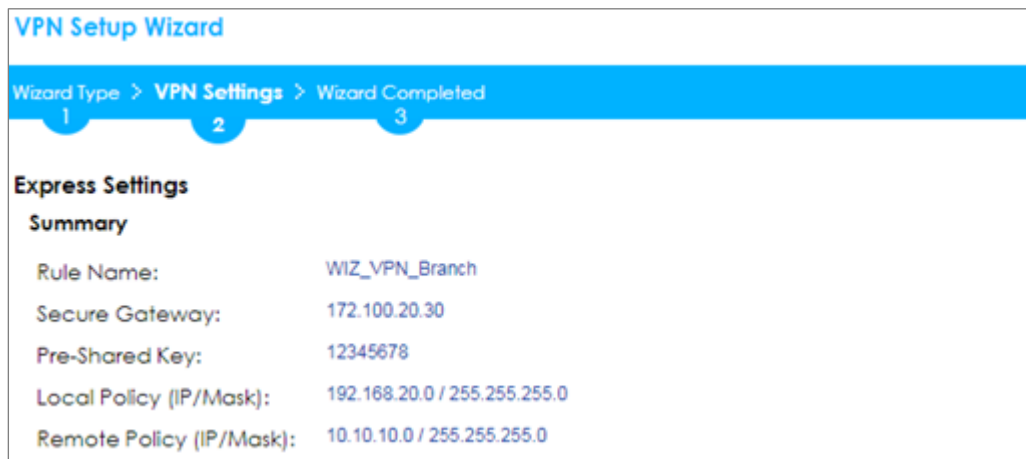 VPN Setup Wizard
Wizard Type > VPN Settings > Wizard Completed
1 2 3
Express Settings
Summary
Rule Name: WIZ_VPN_Branch
Secure Gateway: 172.100.20.30
Pre-Shared Key: 12345678
Local Policy (IP/Mask): 192.168.20.0 / 255.255.255.0
Remote Policy (IP/Mask): 10.10.10.0 / 255.255.255.0